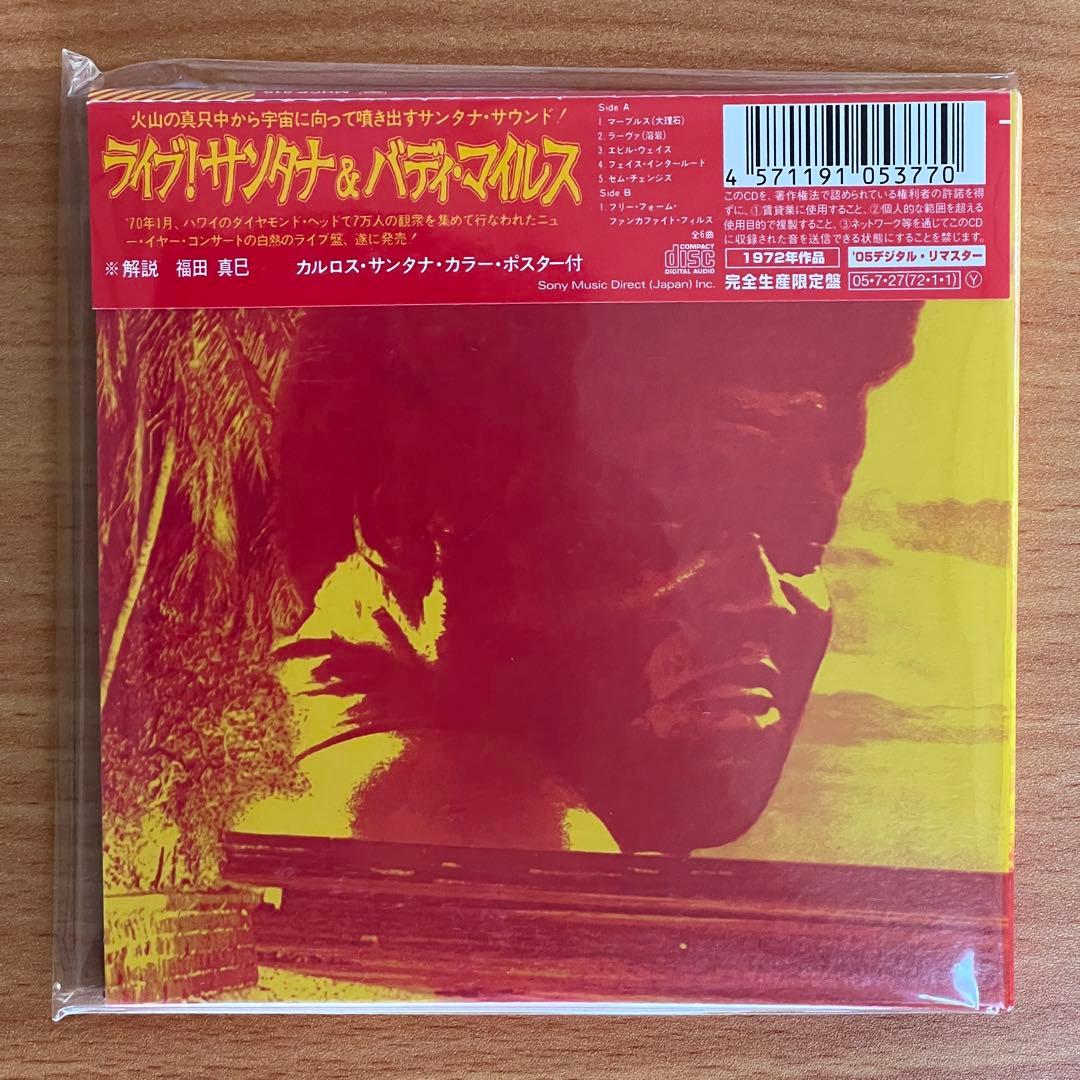 火山の真只中から宇宙に向って噴き出すサンタナ・サウンド!
ライブ!サンタナ&バディ・マイルス
'70年1月、ハワイのダイヤモンド・ヘッドで7万人の観衆を集めて行なわれたニュ
ー・イヤー・コンサートの白熱のライブ盤、遂に発売!
※解説 福田 真巳 カルロス・サンタナ・カラー・ポスター付
Side A
1. マーブルス(大理石)
2. ラーヴァ(溶岩)
3. エビル・ウェイズ
4. フェイス・インタールード
5. ゼム・チェンジズ
Side B
1. フリー・フォーム・
ファンカファイト・フィルス
全6曲
COMPACT
disc
DIGITAL AUDIO
Sony Music Direct (Japan) Inc.
4 571191 053770
このCDを、著作権法で認められている権利者の許諾を得
ずに、①賃貸業に使用すること、②個人的な範囲を超える
使用目的で複製すること、③ネットワーク等を通じてこのCD
に収録された音を送信できる状態にすることを禁じます。
1972年作品 '05デジタル・リマスター
完全生産限定盤 05・7・27(72・1・1) Y